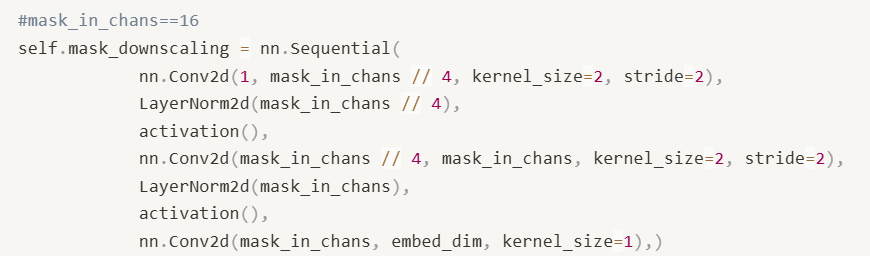 #mask_in_chans==16
self.mask_downscaling = nn.Sequential(
            nn.Conv2d(1, mask_in_chans // 4, kernel_size=2, stride=2),
            LayerNorm2d(mask_in_chans // 4),
            activation(),
            nn.Conv2d(mask_in_chans // 4, mask_in_chans, kernel_size=2, stride=2),
            LayerNorm2d(mask_in_chans),
            activation(),
            nn.Conv2d(mask_in_chans, embed_dim, kernel_size=1),)